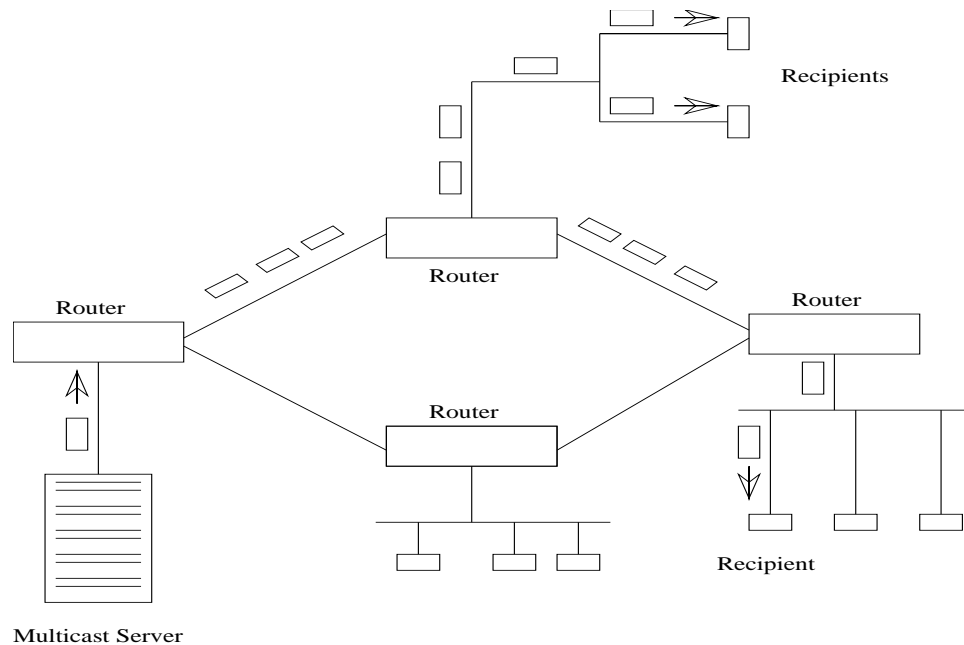 Recipients
Router
Router
Router
Router
Recipient
Multicast Server